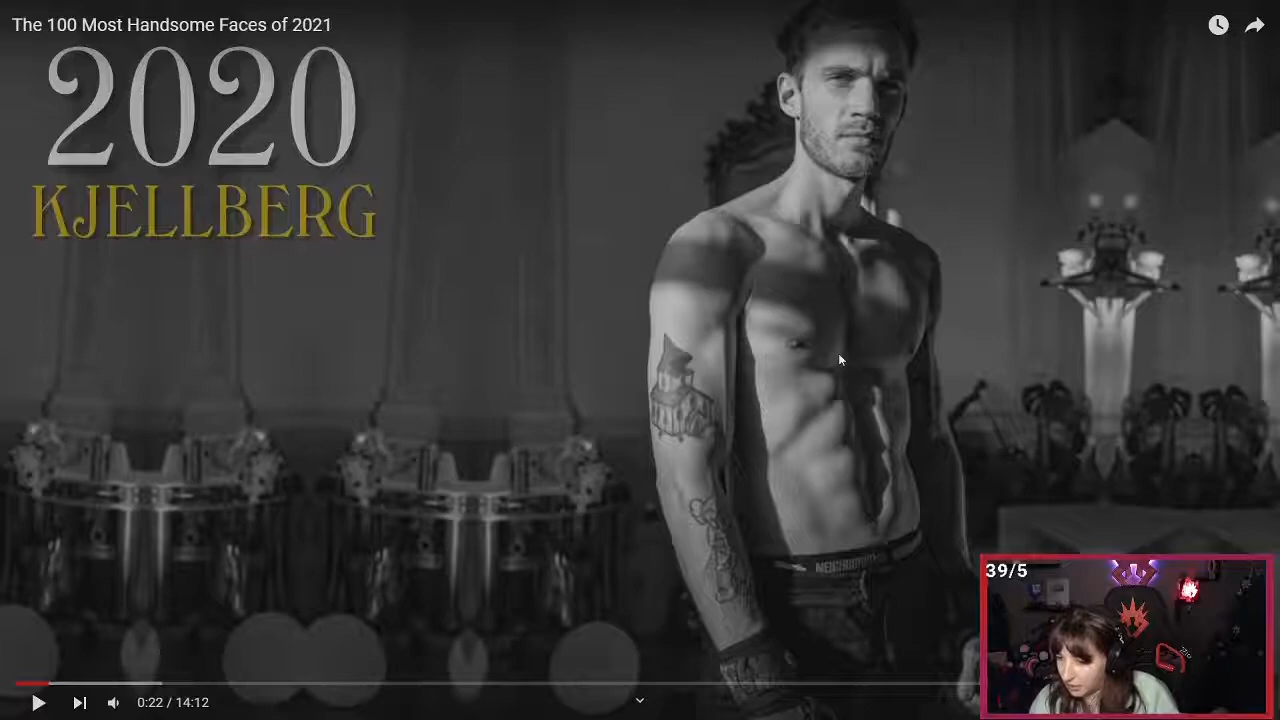 The 100 Most Handsome Faces of 2021
2020
KJELLBERG
39/5
0:22 / 14:12